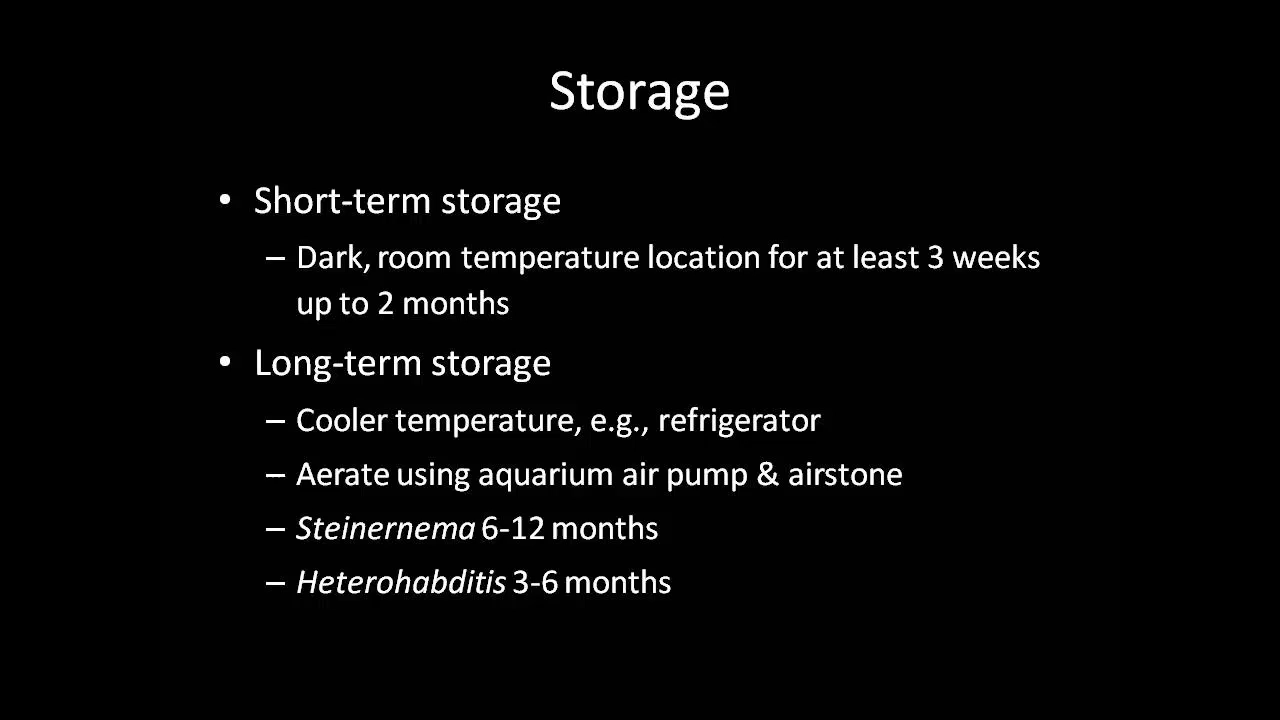 Storage
• Short-term storage
– Dark, room temperature location for at least 3 weeks
up to 2 months
• Long-term storage
– Cooler temperature, e.g., refrigerator
– Aerate using aquarium air pump & airstone
– Steinernema 6-12 months
– Heterohabditis 3-6 months